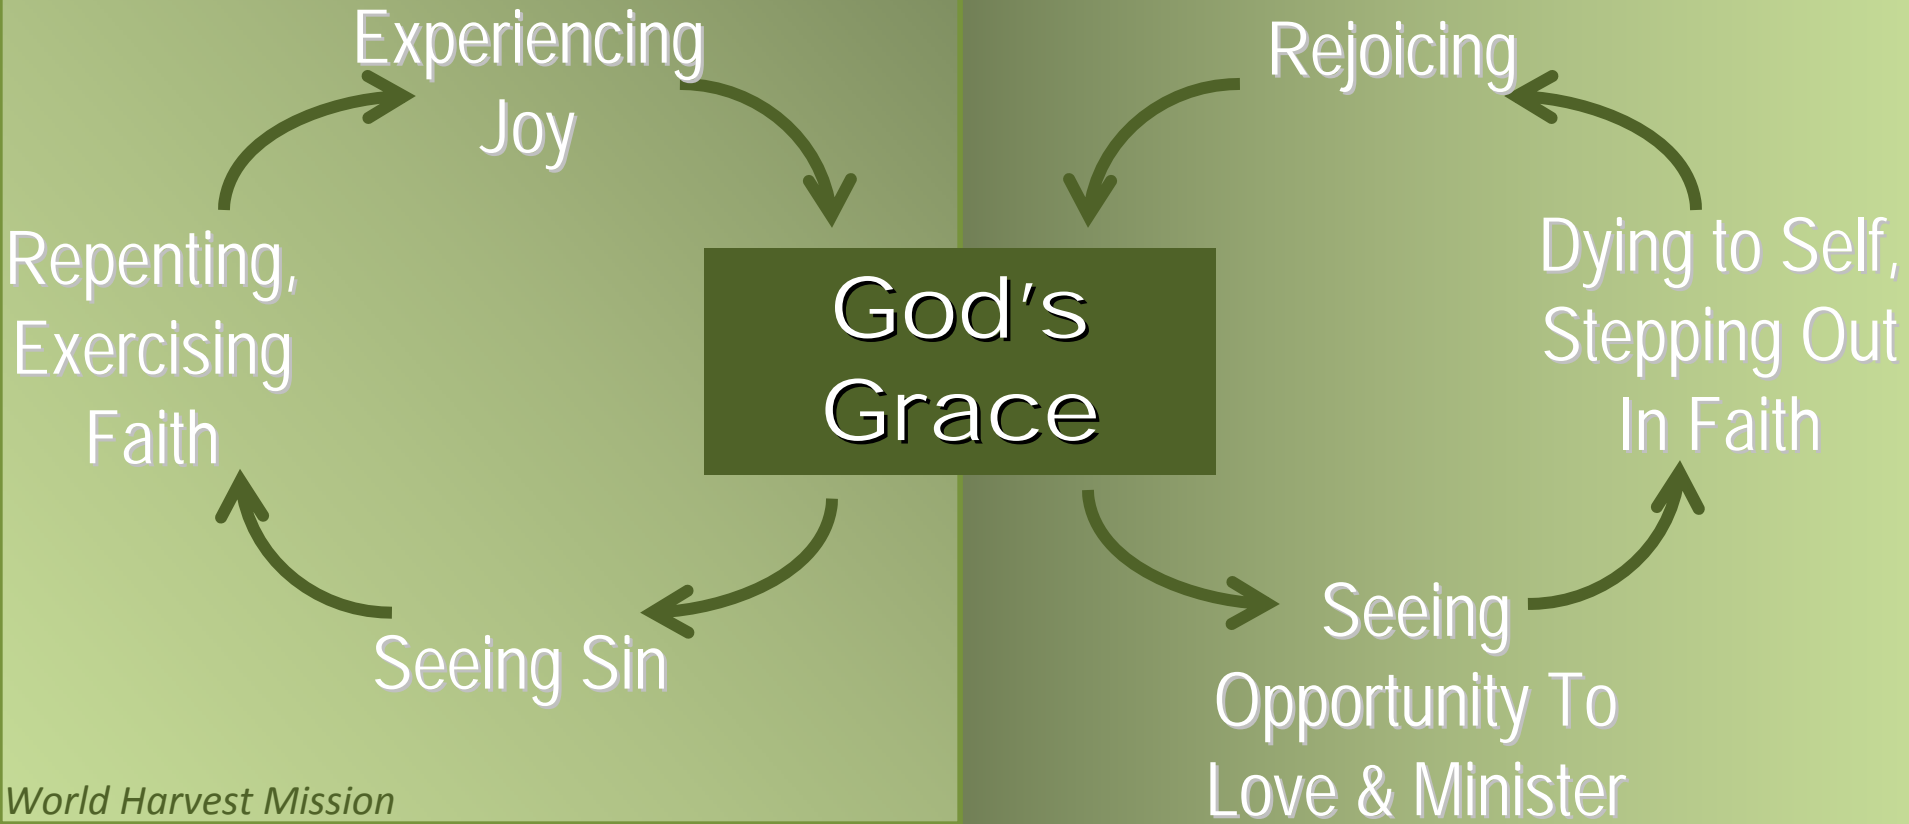 Experiencing
Joy
Rejoicing
Repenting,
Exercising
Faith
God's
Grace
Dying to Self,
Stepping Out
In Faith
Seeing Sin
Seeing
Opportunity To
Love & Minister
World Harvest Mission